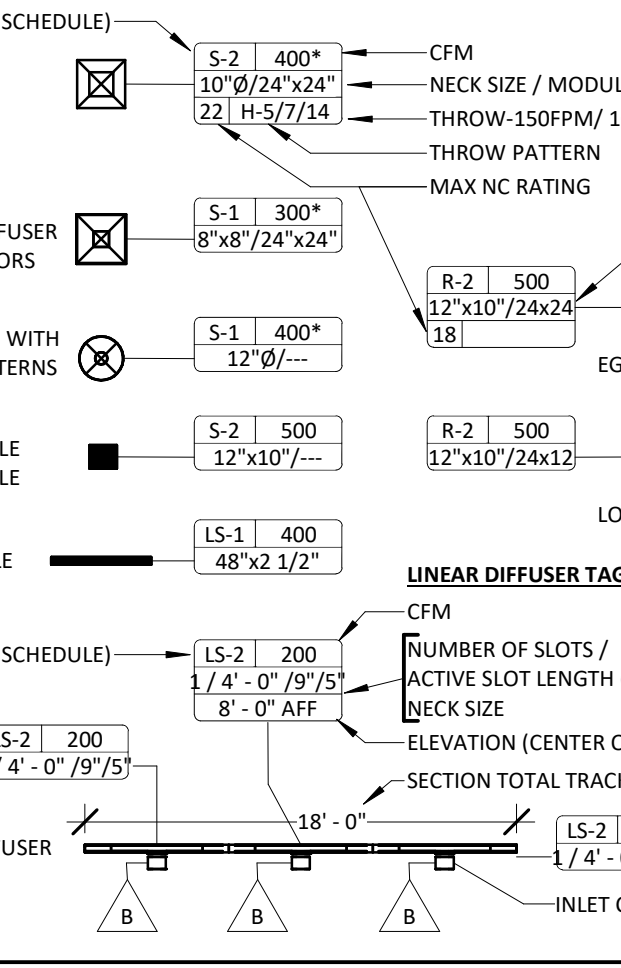 SCHEDULE)
S-2 400*
10"Ø/24"x24"
22 H-5/7/14
CFM
NECK SIZE / MODUL
THROW-150FPM/ 1
THROW PATTERN
MAX NC RATING
FUSER
ORS
S-1 300*
8"x8"/24"x24"
R-2 500
12"x10"/24x24
18
WITH
TERNS
S-1 400*
12"Ø/---
EG
LE
LE
S-2 500
12"x10"/---
R-2 500
12"x10"/24x12
LO
LE
LS-1 400
48"x2 1/2"
LINEAR DIFFUSER TAG
CFM
SCHEDULE)
LS-2 200
1 / 4' - 0" /9"/5"
8' - 0" AFF
NUMBER OF SLOTS /
ACTIVE SLOT LENGTH
NECK SIZE
ELEVATION (CENTER O
SECTION TOTAL TRACK
S-2 200
/ 4' - 0" /9"/5"
18' - 0"
FUSER
LS-2
1 / 4' -
INLET
B
B
B